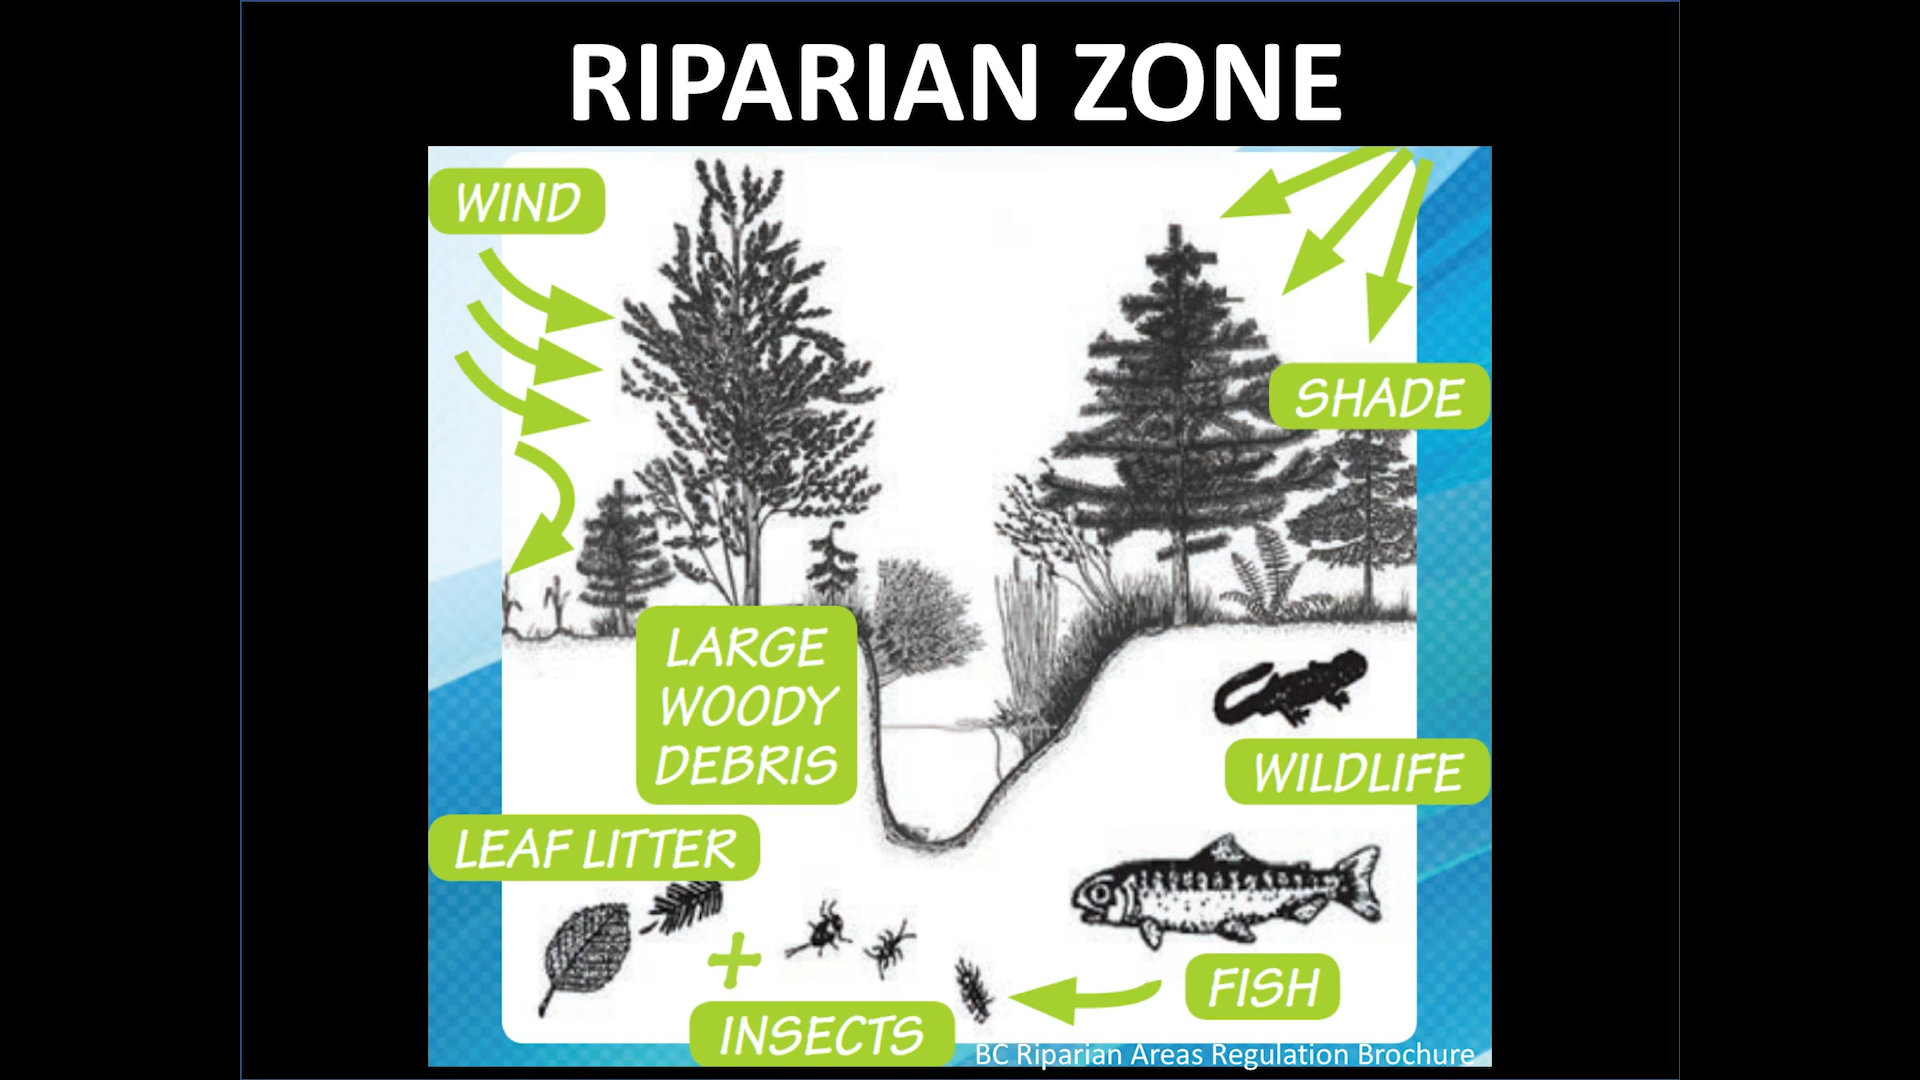 RIPARIAN ZONE
WIND
SHADE
LARGE
WOODY
DEBRIS
WILDLIFE
LEAF LITTER
+
FISH
INSECTS
BC Riparian Areas Regulation Brochure